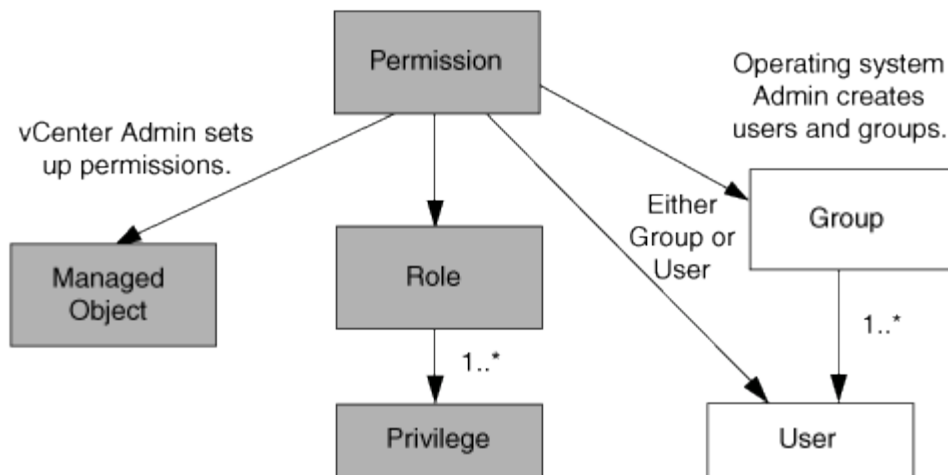 Permission
Operating system
Admin creates
users and groups.
vCenter Admin sets
up permissions.
Either
Group or
User
Group
Managed
Object
Role
1..*
1..*
Privilege
User